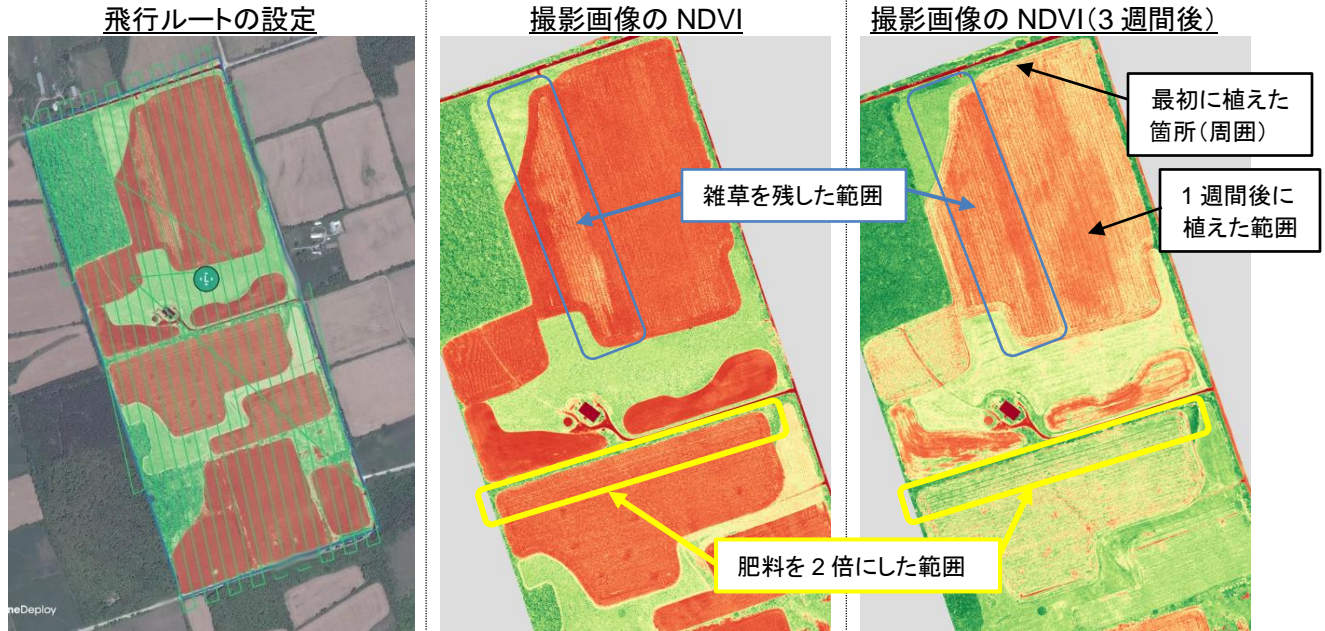 飛行ルートの設定
撮影画像の NDVI
撮影画像の NDVI(3 週間後)
最初に植えた
箇所(周囲)
雑草を残した範囲
1 週間後に
植えた範囲
肥料を 2 倍にした範囲
neDeploy